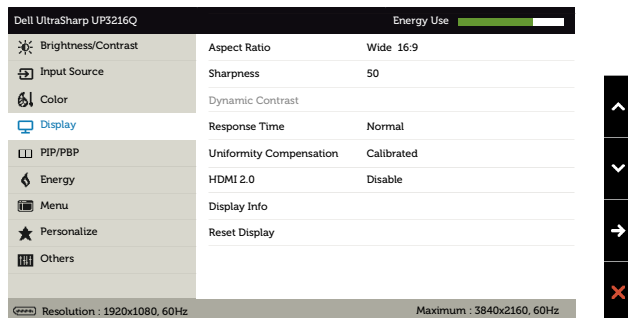 Dell UltraSharp UP3216Q Energy Use
Brightness/Contrast Aspect Ratio Wide 16:9
Input Source Sharpness 50
Color Dynamic Contrast
Display Response Time Normal
PIP/PBP Uniformity Compensation Calibrated
Energy HDMI 2.0 Disable
Menu Display Info
Personalize Reset Display
Others
Resolution : 1920x1080, 60Hz Maximum : 3840x2160, 60Hz